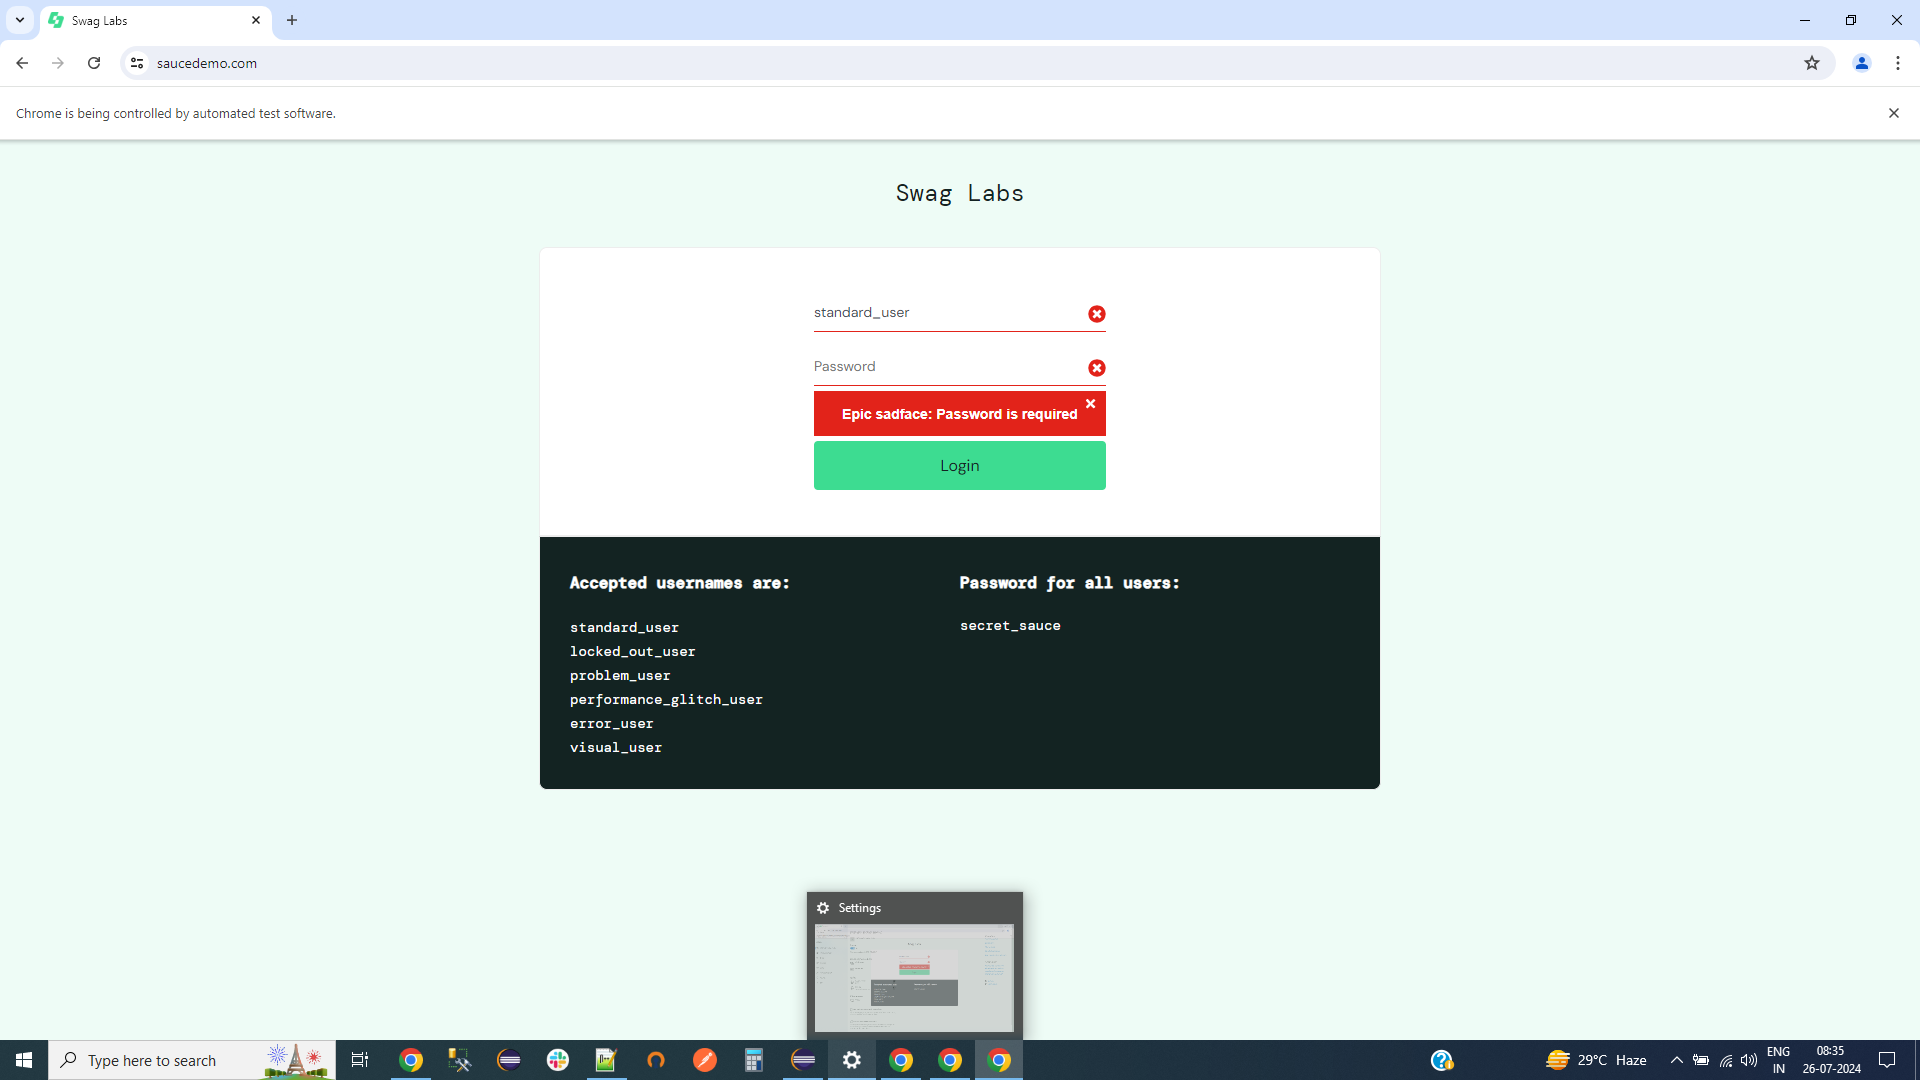 Swag Labs
saucedemo.com
Chrome is being controlled by automated test software.
Swag Labs
standard_user
Password
Epic sadface: Password is required
Login
Accepted usernames are:
standard_user
locked_out_user
problem_user
performance_glitch_user
error_user
visual_user
Password for all users:
secret_sauce
Settings
Type here to search
29°C Haze
ENG
IN
08:35
26-07-2024